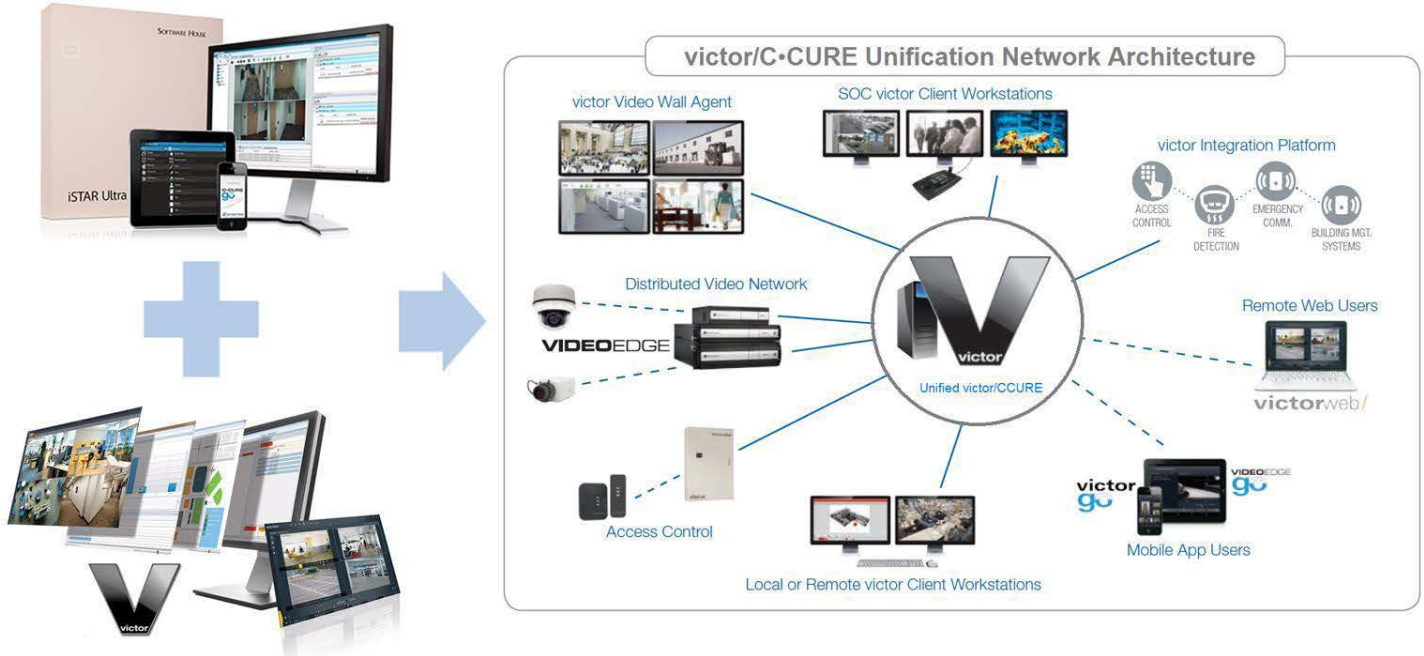 SOFTWARE HOUSE
iSTAR Ultra
C•CURE
go
victor
victor/C•CURE Unification Network Architecture
victor Video Wall Agent
SOC victor Client Workstations
victor Integration Platform
ACCESS
CONTROL
FIRE
DETECTION
EMERGENCY
COMM.
BUILDING MGT.
SYSTEMS
Distributed Video Network
VIDEOEDGE
victor
Unified victor/CCURE
Remote Web Users
victorweb/
Access Control
Local or Remote victor Client Workstations
victor
go
VIDEOEDGE
go
Mobile App Users